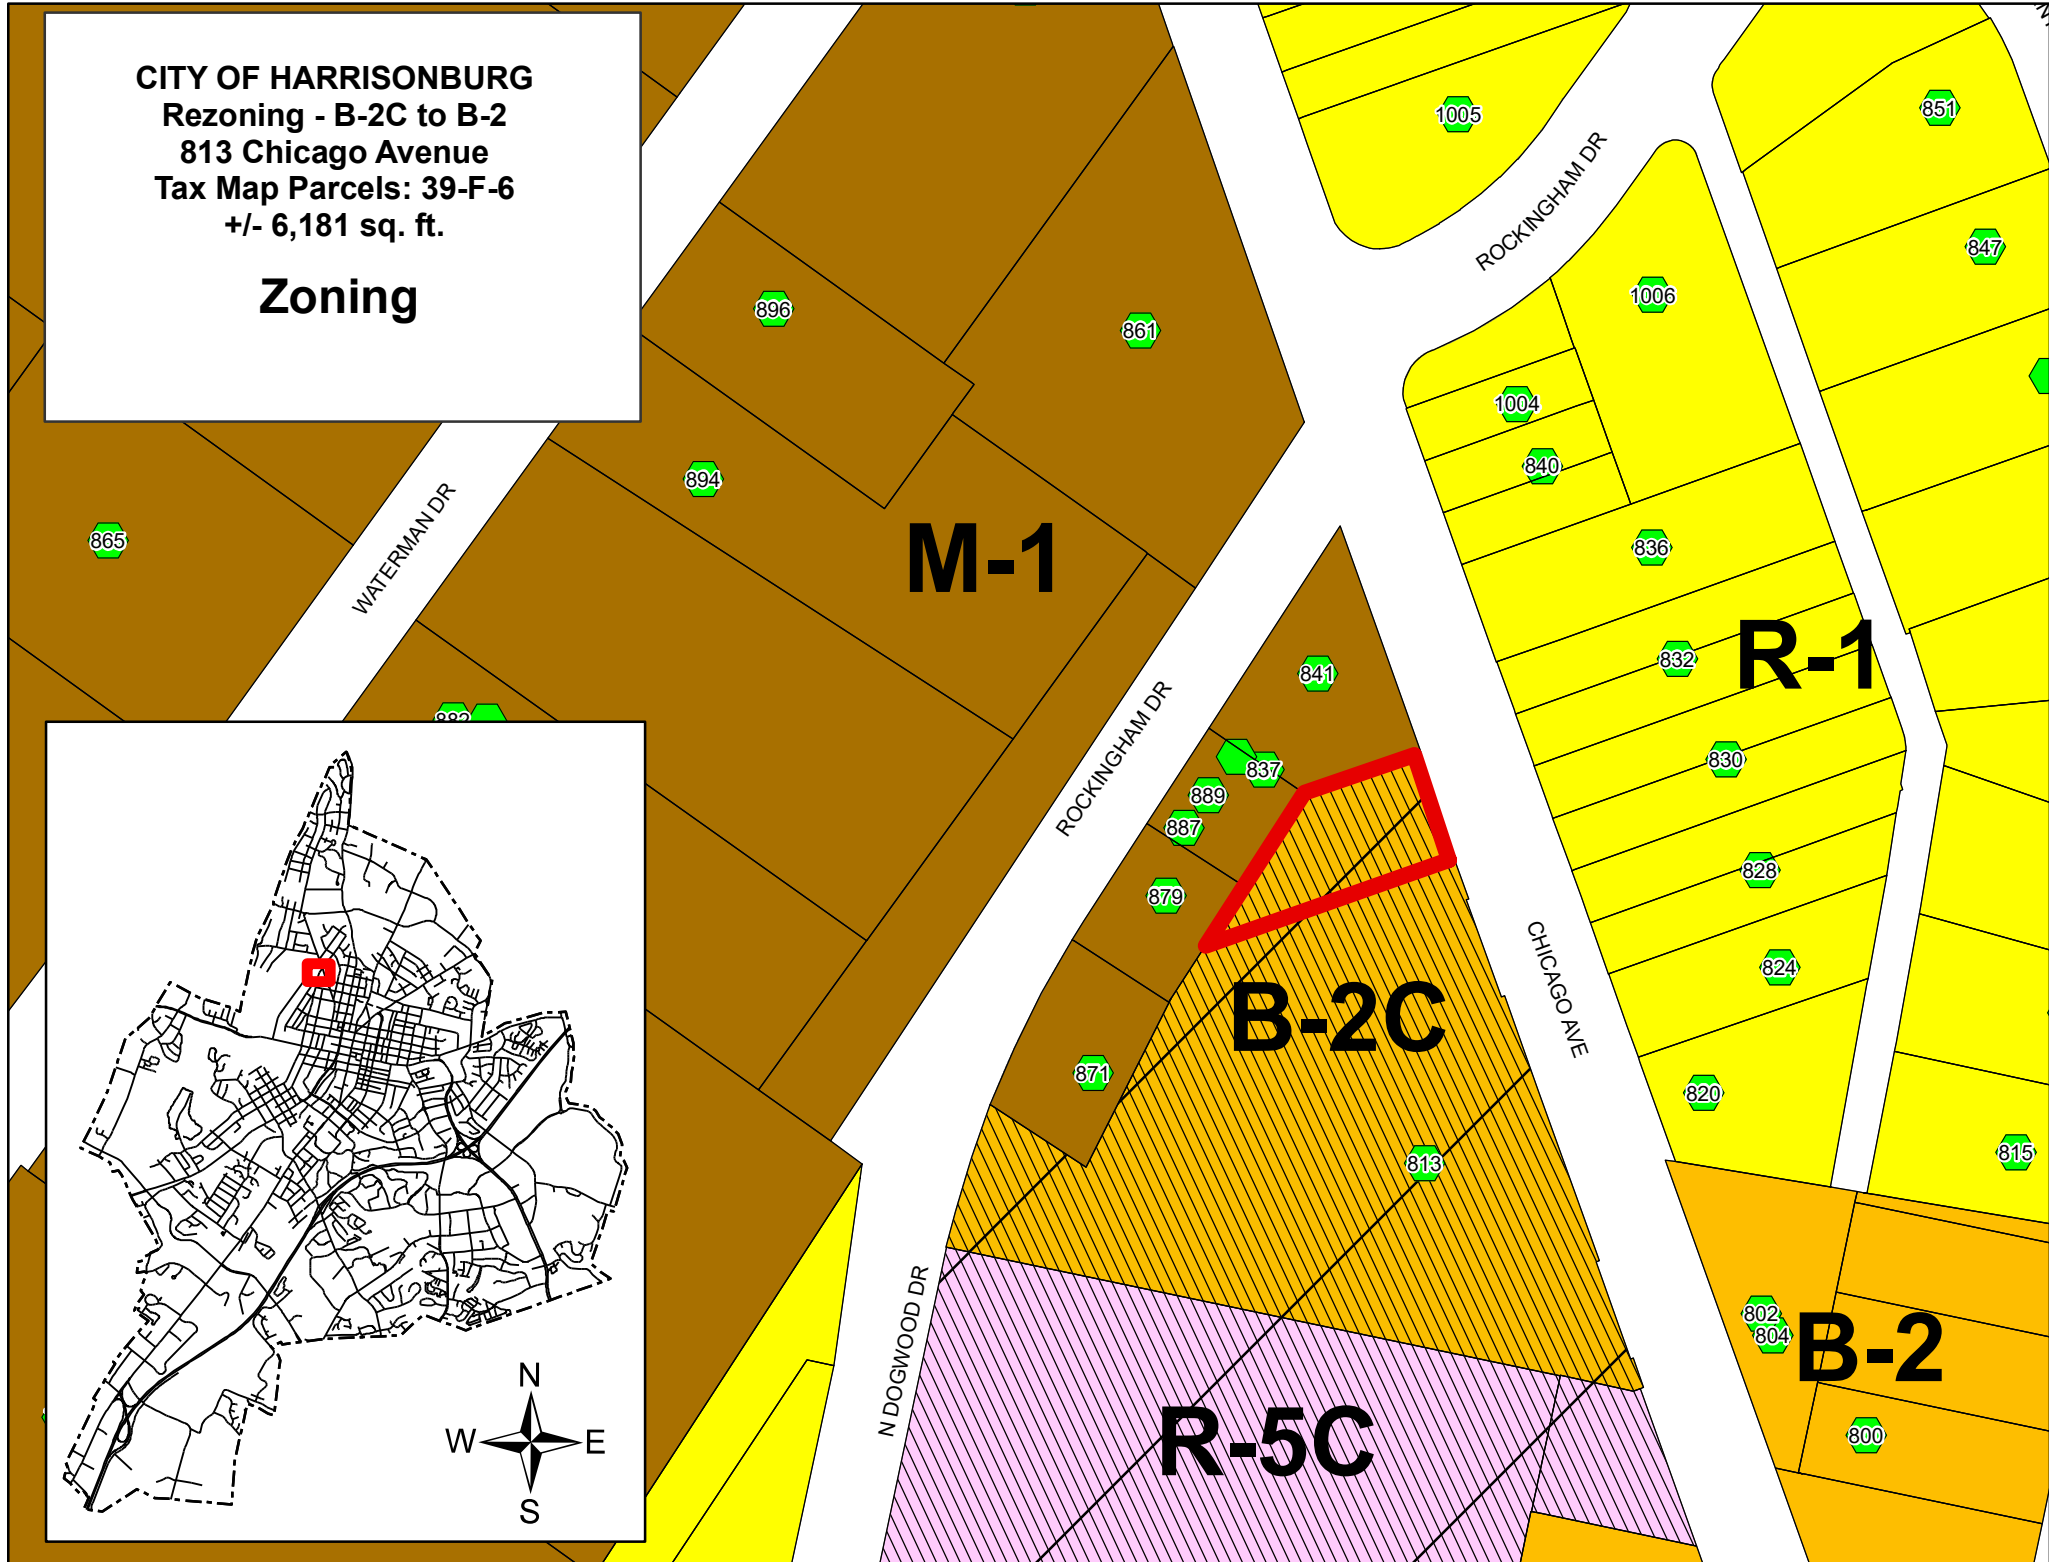 CITY OF HARRISONBURG
Rezoning - B-2C to B-2
813 Chicago Avenue
Tax Map Parcels: 39-F-6
+/- 6,181 sq. ft.
Zoning
1005
851
ROCKINGHAM DR
847
896
861
1006
1004
840
894
WATERMAN DR
865
M-1
836
R-1
832
841
882
ROCKINGHAM DR
837
830
889
887
828
879
CHICAGO AVE
824
B-2C
871
820
815
813
N DOGWOOD DR
802
804
B-2
R-5C
800
N
W
E
S